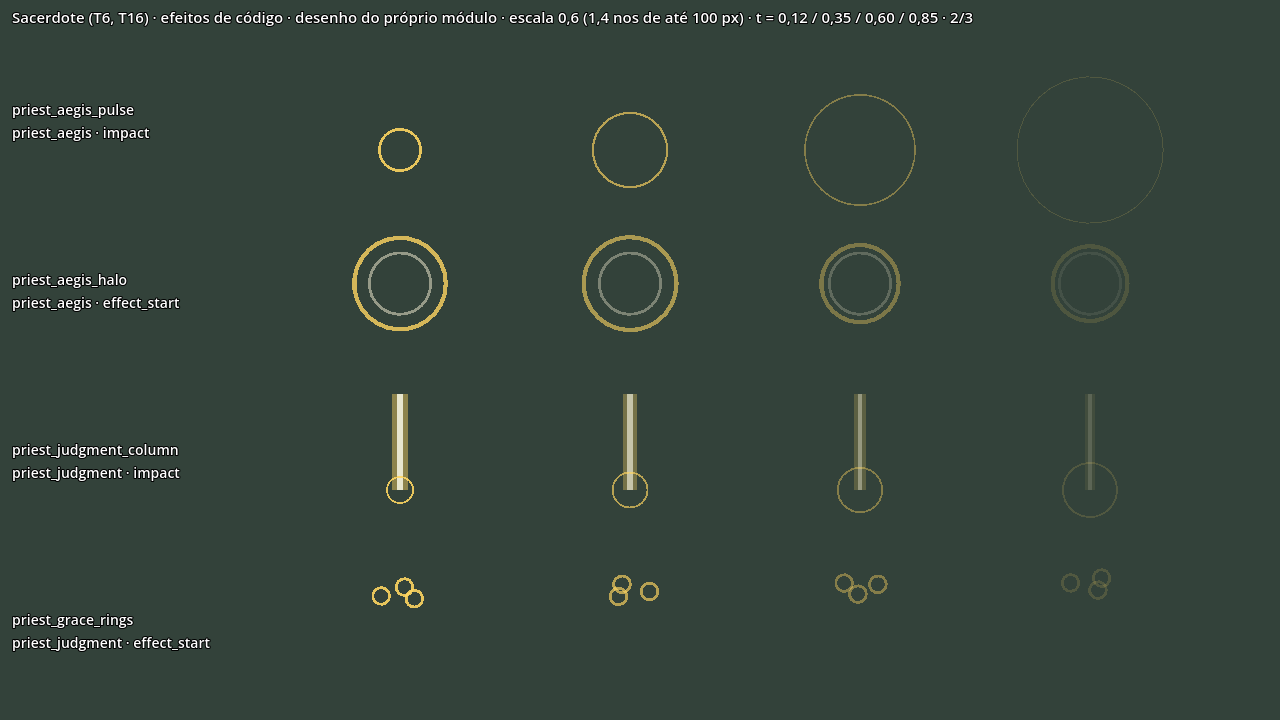 Sacerdote (T6, T16) · efeitos de código · desenho do próprio módulo · escala 0,6 (1,4 nos de até 100 px) · t = 0,12 / 0,35 / 0,60 / 0,85 · 2/3
priest_aegis_pulse
priest_aegis · impact
priest_aegis_halo
priest_aegis · effect_start
priest_judgment_column
priest_judgment · impact
priest_grace_rings
priest_judgment · effect_start